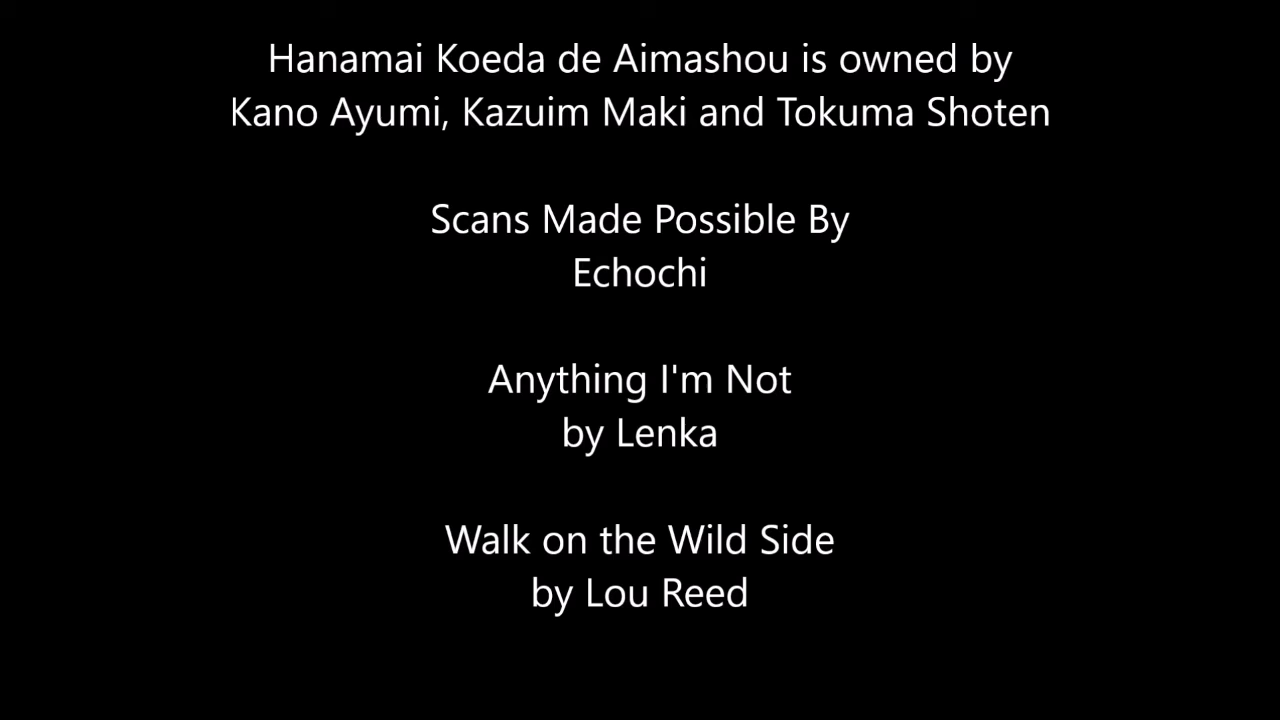 Hanamai Koeda de Aimashou is owned by
Kano Ayumi, Kazuim Maki and Tokuma Shoten
Scans Made Possible By
Echochi
Anything I'm Not
by Lenka
Walk on the Wild Side
by Lou Reed